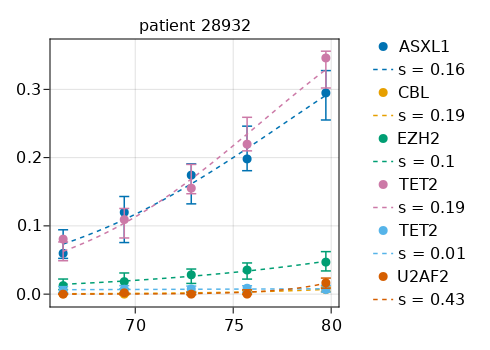 patient 28932
0.3
0.2
0.1
0.0
70
75
80
ASXL1
s = 0.16
CBL
s = 0.19
EZH2
s = 0.1
TET2
s = 0.19
TET2
s = 0.01
U2AF2
s = 0.43